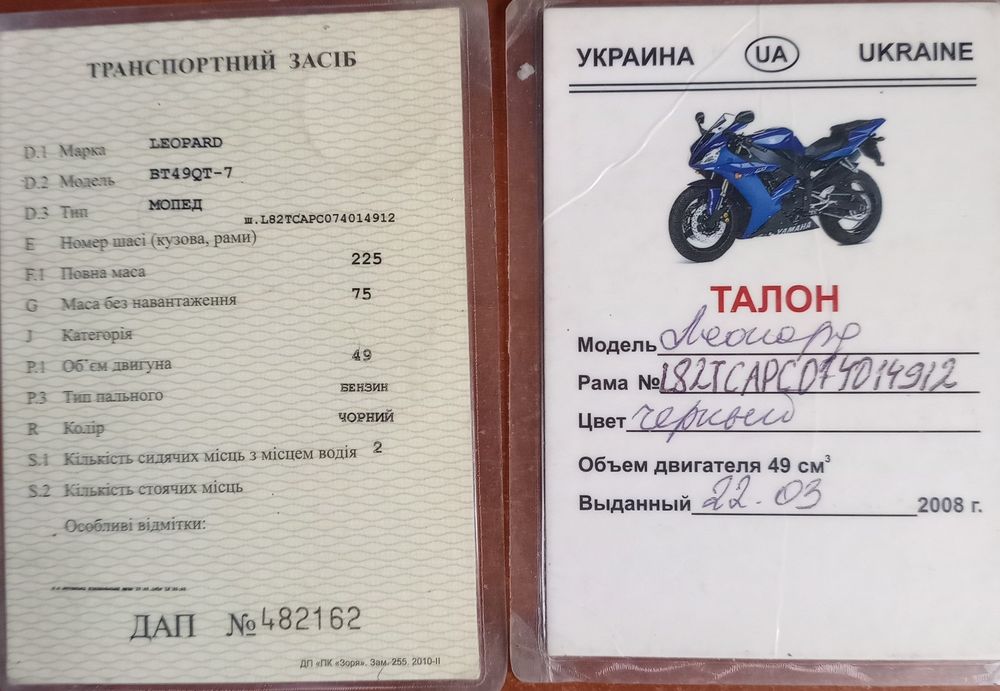 ТРАНСПОРТНИЙ ЗАСІБ
D.1 Марка LEOPARD
D.2 Модель BT49QT-7
D.3 Тип МОПЕД
E Номер шасі (кузова, рами) ш.L82TCAPC074014912
F.1 Повна маса 225
G Маса без навантаження 75
J Категорія
P.1 Об'єм двигуна 49
P.3 Тип пального БЕНЗИН
R Колір ЧОРНИЙ
S.1 Кількість сидячих місць з місцем водія 2
S.2 Кількість стоячих місць
Особливі відмітки:
ДАП №482162
ДП «ПК «Зоря». Зам. 255. 2010-II
УКРАИНА UA UKRAINE
YAMAHA
ТАЛОН
Модель Леопард
Рама № L82TCAPC074014912
Цвет черный
Объем двигателя 49 см³
Выданный 22.03 2008 г.